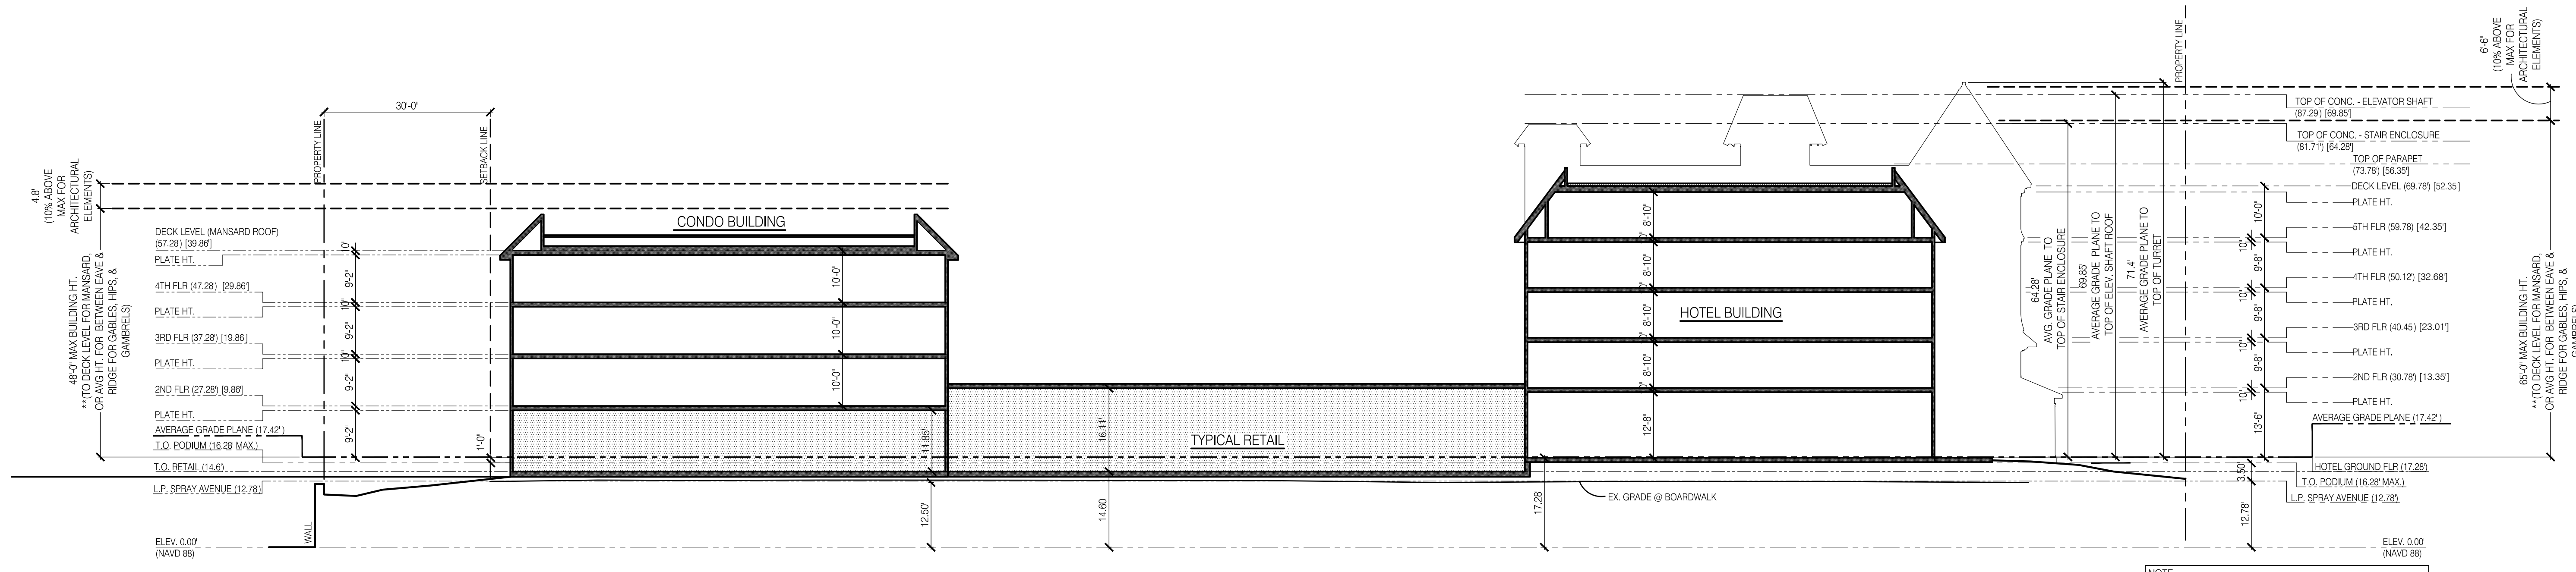 4.8'
(10% ABOVE
MAX FOR
ARCHITECTURAL
ELEMENTS)
48'-0" MAX BUILDING HT.
**(TO DECK LEVEL FOR MANSARD,
OR AVG HT. FOR BETWEEN EAVE &
RIDGE FOR GABLES, HIPS, &
GAMBRELS)
DECK LEVEL (MANSARD ROOF)
(57.28') [39.86']
PLATE HT.
4TH FLR (47.28') [29.86']
PLATE HT.
3RD FLR (37.28') [19.86']
PLATE HT.
2ND FLR (27.28') [9.86']
PLATE HT.
AVERAGE GRADE PLANE (17.42')
T.O. PODIUM (16.28' MAX.)
T.O. RETAIL (14.6')
L.P. SPRAY AVENUE (12.78')
ELEV. 0.00'
(NAVD 88)
WALL
30'-0"
PROPERTY LINE
SETBACK LINE
10"
9'-2"
10"
9'-2"
10"
9'-2"
9'-2"
1'-0"
CONDO BUILDING
10'-0"
10'-0"
10'-0"
11.85'
12.50'
16.11'
14.60'
TYPICAL RETAIL
17.28'
EX. GRADE @ BOARDWALK
HOTEL BUILDING
8'-10"
8'-10"
8'-10"
8'-10"
12'-8"
64.28'
AVG. GRADE PLANE TO
TOP OF STAIR ENCLOSURE
69.85'
AVERAGE GRADE PLANE TO
TOP OF ELEV. SHAFT ROOF
71.4'
AVERAGE GRADE PLANE TO
TOP OF TURRET
PROPERTY LINE
10'-0"
10"
9'-8"
10"
9'-8"
10"
9'-8"
10"
13'-6"
3.50'
12.78'
TOP OF CONC. - ELEVATOR SHAFT
(87.29') [69.85']
TOP OF CONC. - STAIR ENCLOSURE
(81.71') [64.28']
TOP OF PARAPET
(73.78') [56.35']
DECK LEVEL (69.78') [52.35']
PLATE HT.
5TH FLR (59.78') [42.35']
PLATE HT.
4TH FLR (50.12') [32.68']
PLATE HT.
3RD FLR (40.45') [23.01']
PLATE HT.
2ND FLR (30.78') [13.35']
PLATE HT.
AVERAGE GRADE PLANE (17.42')
HOTEL GROUND FLR (17.28')
T.O. PODIUM (16.28' MAX.)
L.P. SPRAY AVENUE (12.78')
ELEV. 0.00'
(NAVD 88)
6'-6"
(10% ABOVE
MAX FOR
ARCHITECTURAL
ELEMENTS)
65'-0" MAX BUILDING HT.
**(TO DECK LEVEL FOR MANSARD,
OR AVG HT. FOR BETWEEN EAVE &
RIDGE FOR GABLES, HIPS, &
GAMBRELS)
NOTE